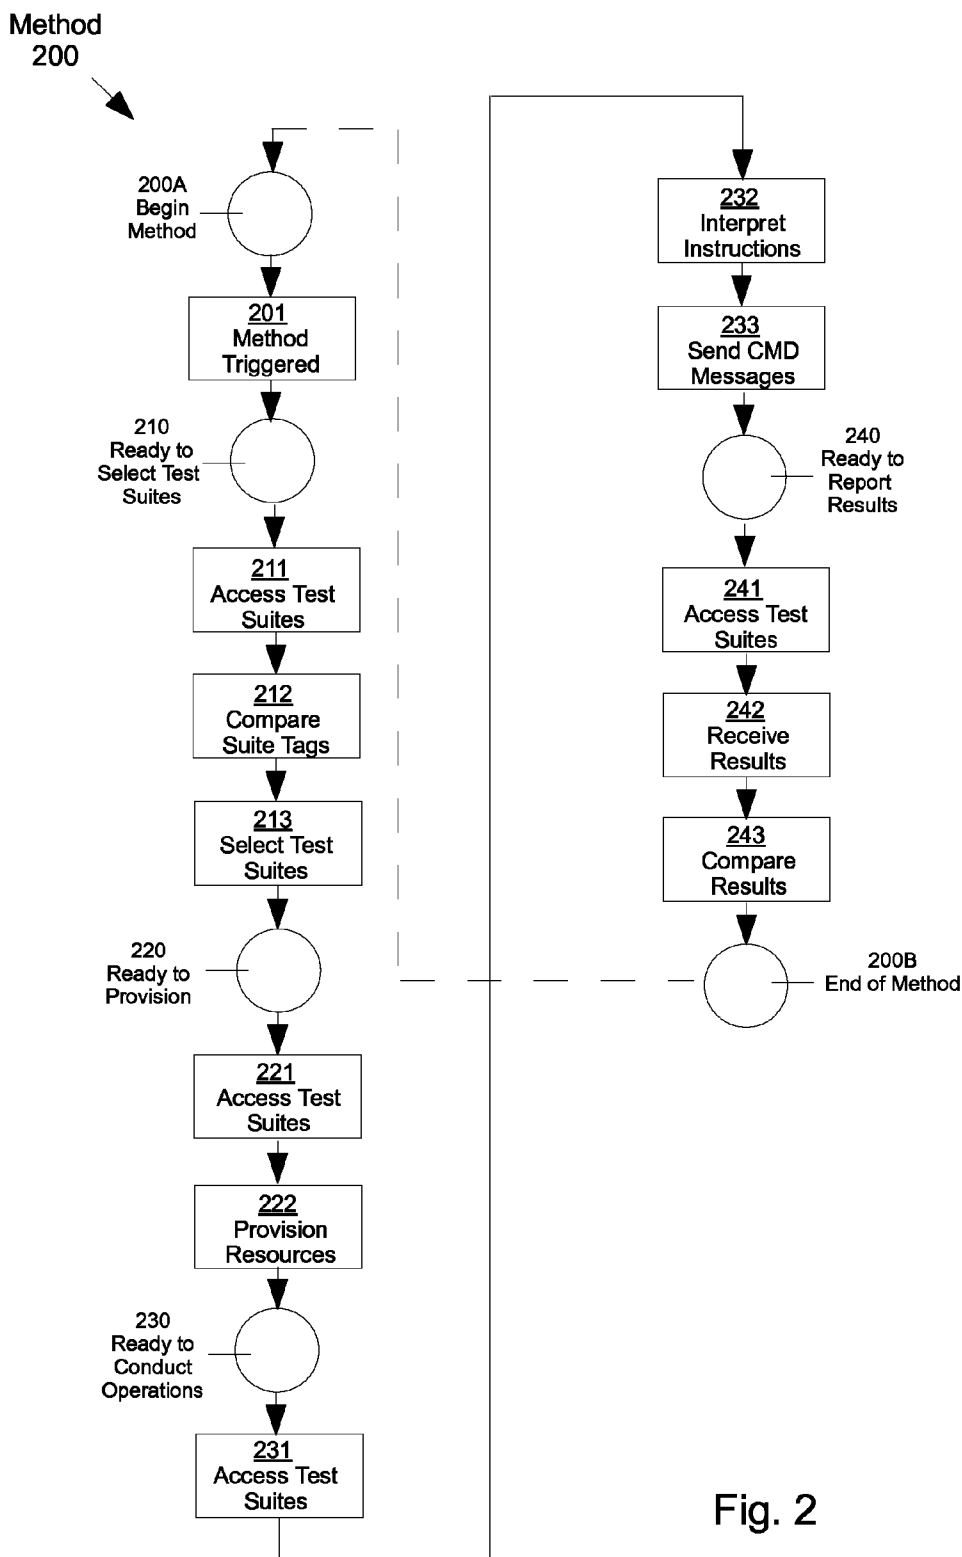 Method
200
200A
Begin
Method
201
Method
Triggered
210
Ready to
Select Test
Suites
211
Access Test
Suites
212
Compare
Suite Tags
213
Select Test
Suites
220
Ready to
Provision
221
Access Test
Suites
222
Provision
Resources
230
Ready to
Conduct
Operations
231
Access Test
Suites
232
Interpret
Instructions
233
Send CMD
Messages
240
Ready to
Report
Results
241
Access Test
Suites
242
Receive
Results
243
Compare
Results
200B
End of Method
Fig. 2